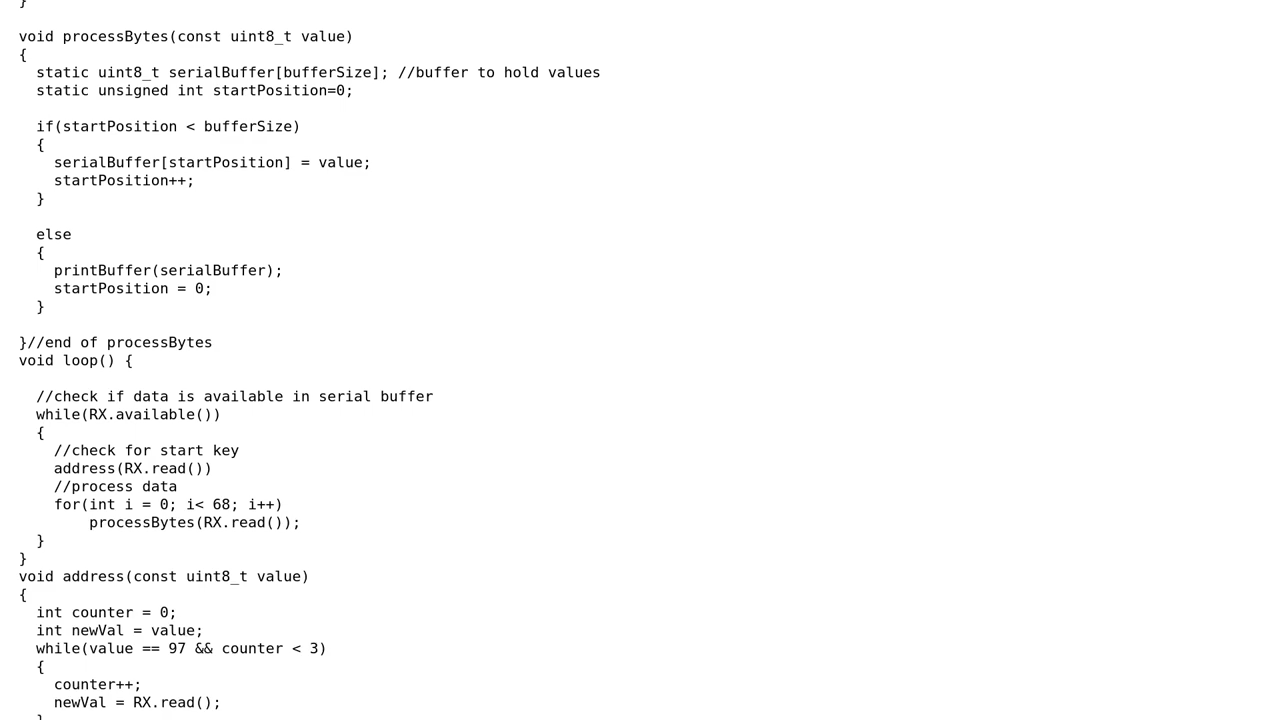 }
void processBytes(const uint8_t value)
{
  static uint8_t serialBuffer[bufferSize]; //buffer to hold values
  static unsigned int startPosition=0;
  if(startPosition < bufferSize)
  {
    serialBuffer[startPosition] = value;
    startPosition++;
  }
  else
  {
    printBuffer(serialBuffer);
    startPosition = 0;
  }
}//end of processBytes
void loop() {
  //check if data is available in serial buffer
  while(RX.available())
  {
    //check for start key
    address(RX.read())
    //process data
    for(int i = 0; i< 68; i++)
        processBytes(RX.read());
  }
}
void address(const uint8_t value)
{
  int counter = 0;
  int newVal = value;
  while(value == 97 && counter < 3)
  {
    counter++;
    newVal = RX.read();
  }